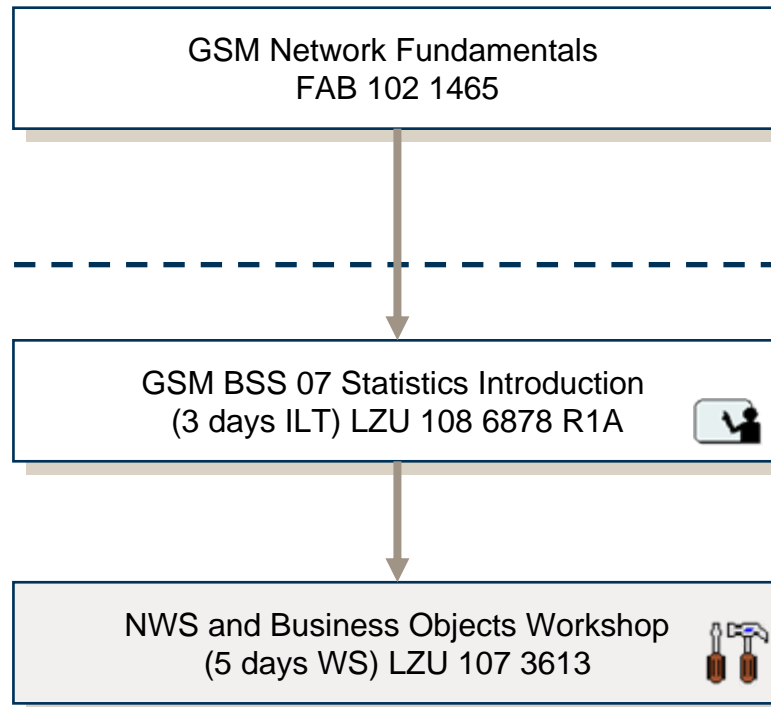 GSM Network Fundamentals
FAB 102 1465
GSM BSS 07 Statistics Introduction
(3 days ILT) LZU 108 6878 R1A
NWS and Business Objects Workshop
(5 days WS) LZU 107 3613